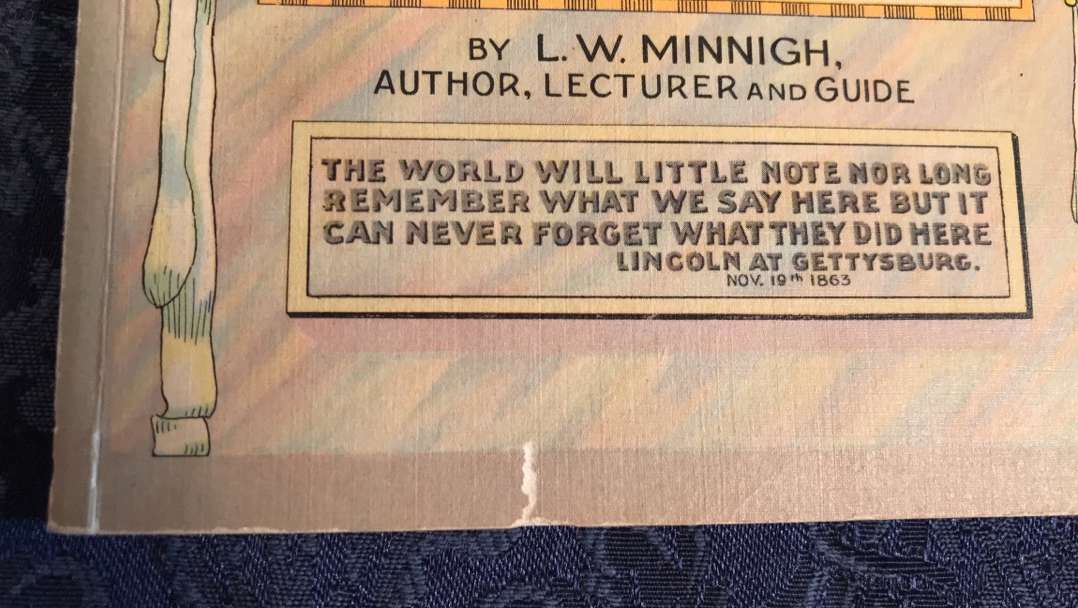 BY L. W. MINNIGH,
AUTHOR, LECTURER AND GUIDE
THE WORLD WILL LITTLE NOTE NOR LONG
REMEMBER WHAT WE SAY HERE BUT IT
CAN NEVER FORGET WHAT THEY DID HERE
LINCOLN AT GETTYSBURG.
NOV. 19th 1863